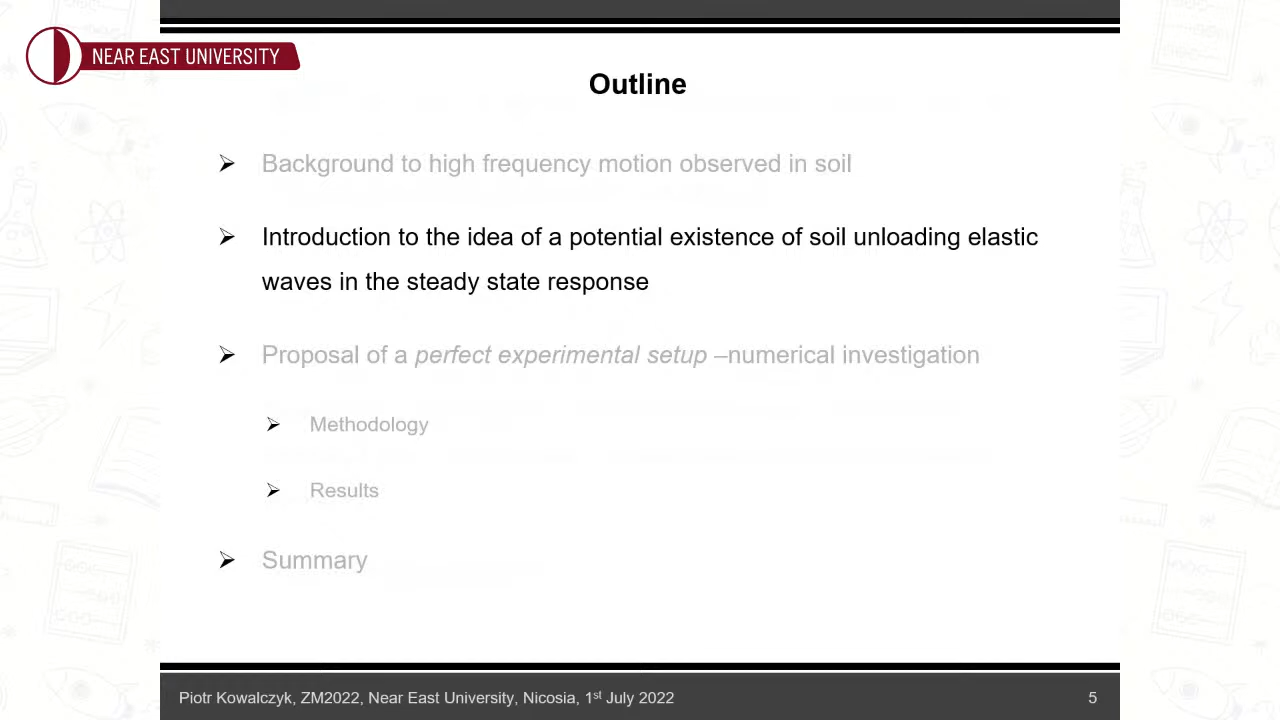 NEAR EAST UNIVERSITY
Outline
Background to high frequency motion observed in soil
Introduction to the idea of a potential existence of soil unloading elastic
waves in the steady state response
Proposal of a perfect experimental setup –numerical investigation
Methodology
Results
Summary
Piotr Kowalczyk, ZM2022, Near East University, Nicosia, 1st July 2022
5